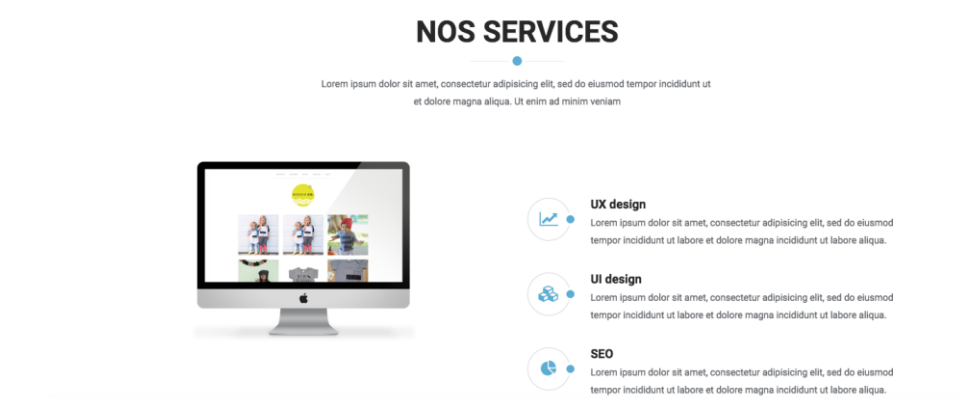 NOS SERVICES
Lorem ipsum dolor sit amet, consectetur adipisicing elit, sed do eiusmod tempor incididunt ut
et dolore magna aliqua. Ut enim ad minim veniam
UX design
Lorem ipsum dolor sit amet, consectetur adipisicing elit, sed do eiusmod
tempor incididunt ut labore et dolore magna incididunt ut labore aliqua.
UI design
Lorem ipsum dolor sit amet, consectetur adipisicing elit, sed do eiusmod
tempor incididunt ut labore et dolore magna incididunt ut labore aliqua.
SEO
Lorem ipsum dolor sit amet, consectetur adipisicing elit, sed do eiusmod
tempor incididunt ut labore et dolore magna incididunt ut labore aliqua.